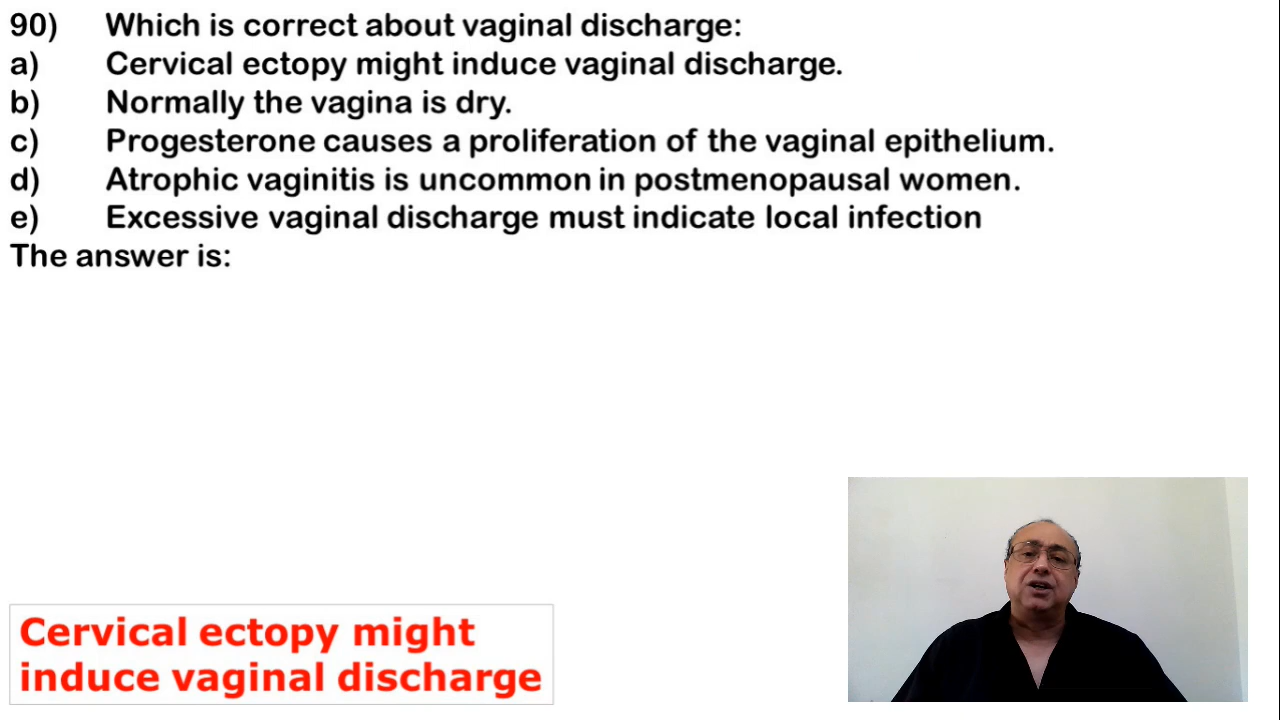 90) Which is correct about vaginal discharge:
a) Cervical ectopy might induce vaginal discharge.
b) Normally the vagina is dry.
c) Progesterone causes a proliferation of the vaginal epithelium.
d) Atrophic vaginitis is uncommon in postmenopausal women.
e) Excessive vaginal discharge must indicate local infection
The answer is:
Cervical ectopy might
induce vaginal discharge